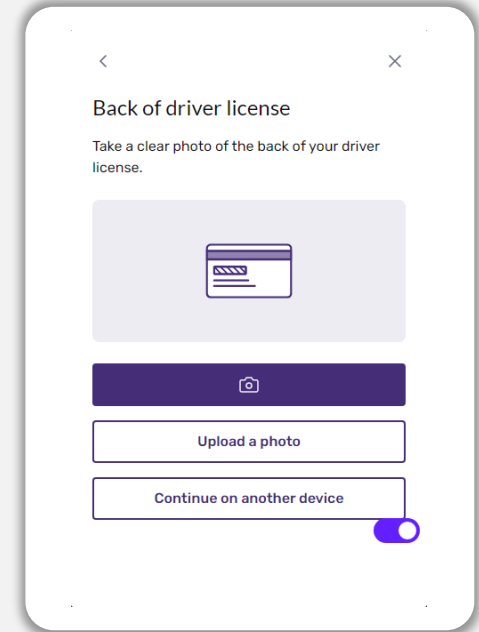 Back of driver license
Take a clear photo of the back of your driver
license.
Upload a photo
Continue on another device